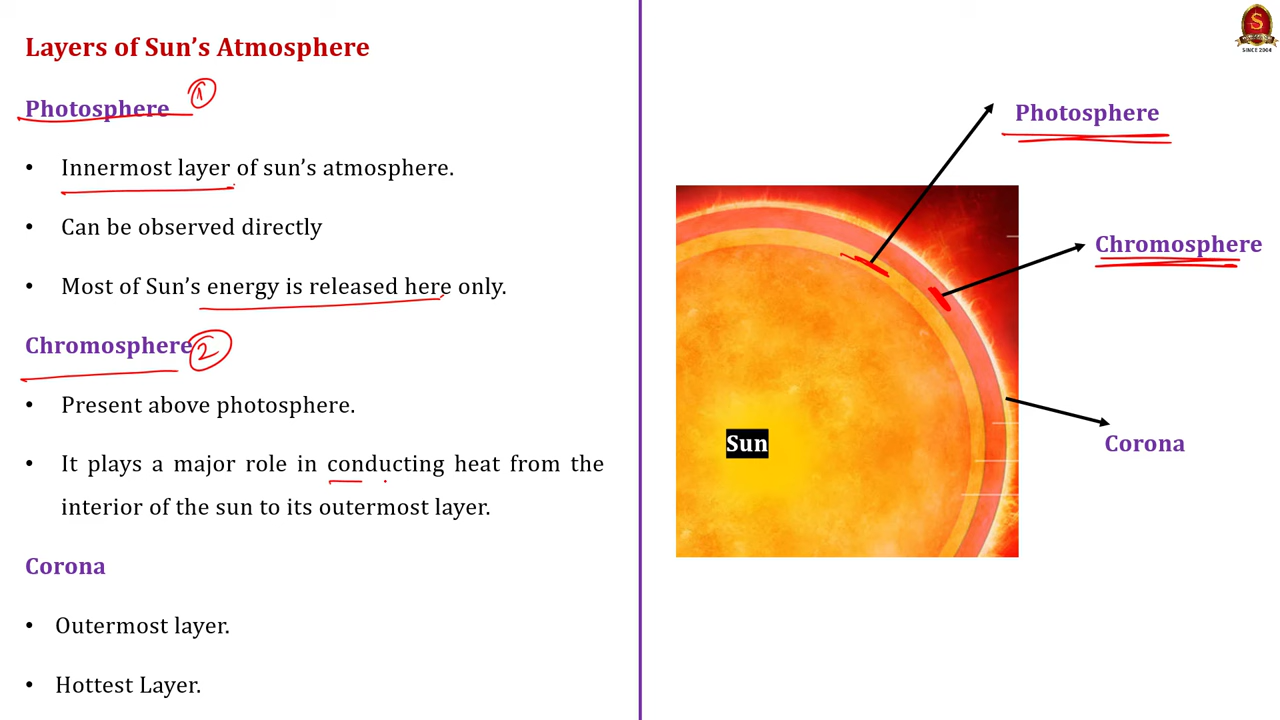 Layers of Sun's Atmosphere
Photosphere 1
• Innermost layer of sun's atmosphere.
• Can be observed directly
• Most of Sun's energy is released here only.
Chromosphere 2
• Present above photosphere.
• It plays a major role in conducting heat from the
interior of the sun to its outermost layer.
Corona
• Outermost layer.
• Hottest Layer.
Photosphere
Chromosphere
Corona
Sun
S
SINCE 2004